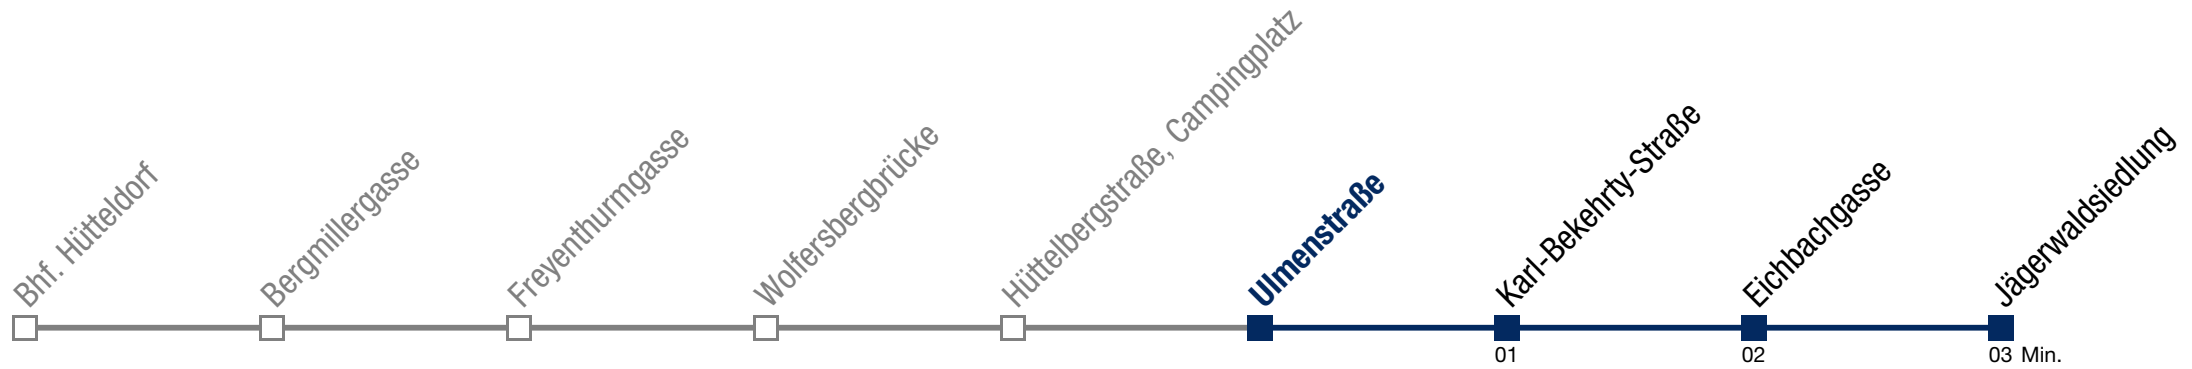 Bhf. Hütteldorf
Bergmillergasse
Freyenthurmgasse
Wolfersbergbrücke
Hüttelbergstraße, Campingplatz
Ulmenstraße
Karl-Bekehrty-Straße
Eichbachgasse
Jägerwaldsiedlung
01
02
03 Min.